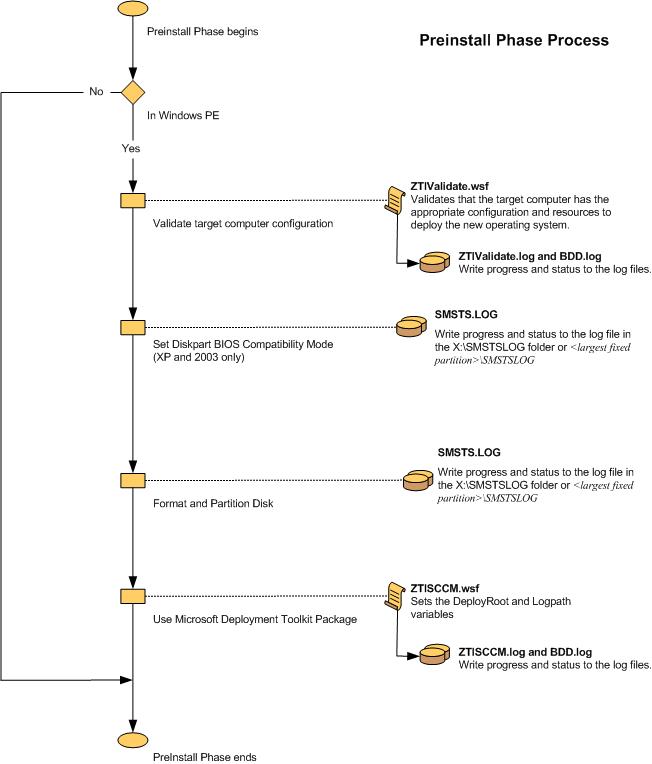 Preinstall Phase begins
Preinstall Phase Process
No
In Windows PE
Yes
ZTIValidate.wsf
Validates that the target computer has the
appropriate configuration and resources to
deploy the new operating system.
Validate target computer configuration
ZTIValidate.log and BDD.log
Write progress and status to the log files.
SMSTS.LOG
Write progress and status to the log file in
the X:\SMSTSLOG folder or <largest fixed
partition>\SMSTSLOG
Set Diskpart BIOS Compatibility Mode
(XP and 2003 only)
SMSTS.LOG
Write progress and status to the log file in
the X:\SMSTSLOG folder or <largest fixed
partition>\SMSTSLOG
Format and Partition Disk
ZTISCCM.wsf
Sets the DeployRoot and Logpath
variables
Use Microsoft Deployment Toolkit Package
ZTISCCM.log and BDD.log
Write progress and status to the log files.
PreInstall Phase ends